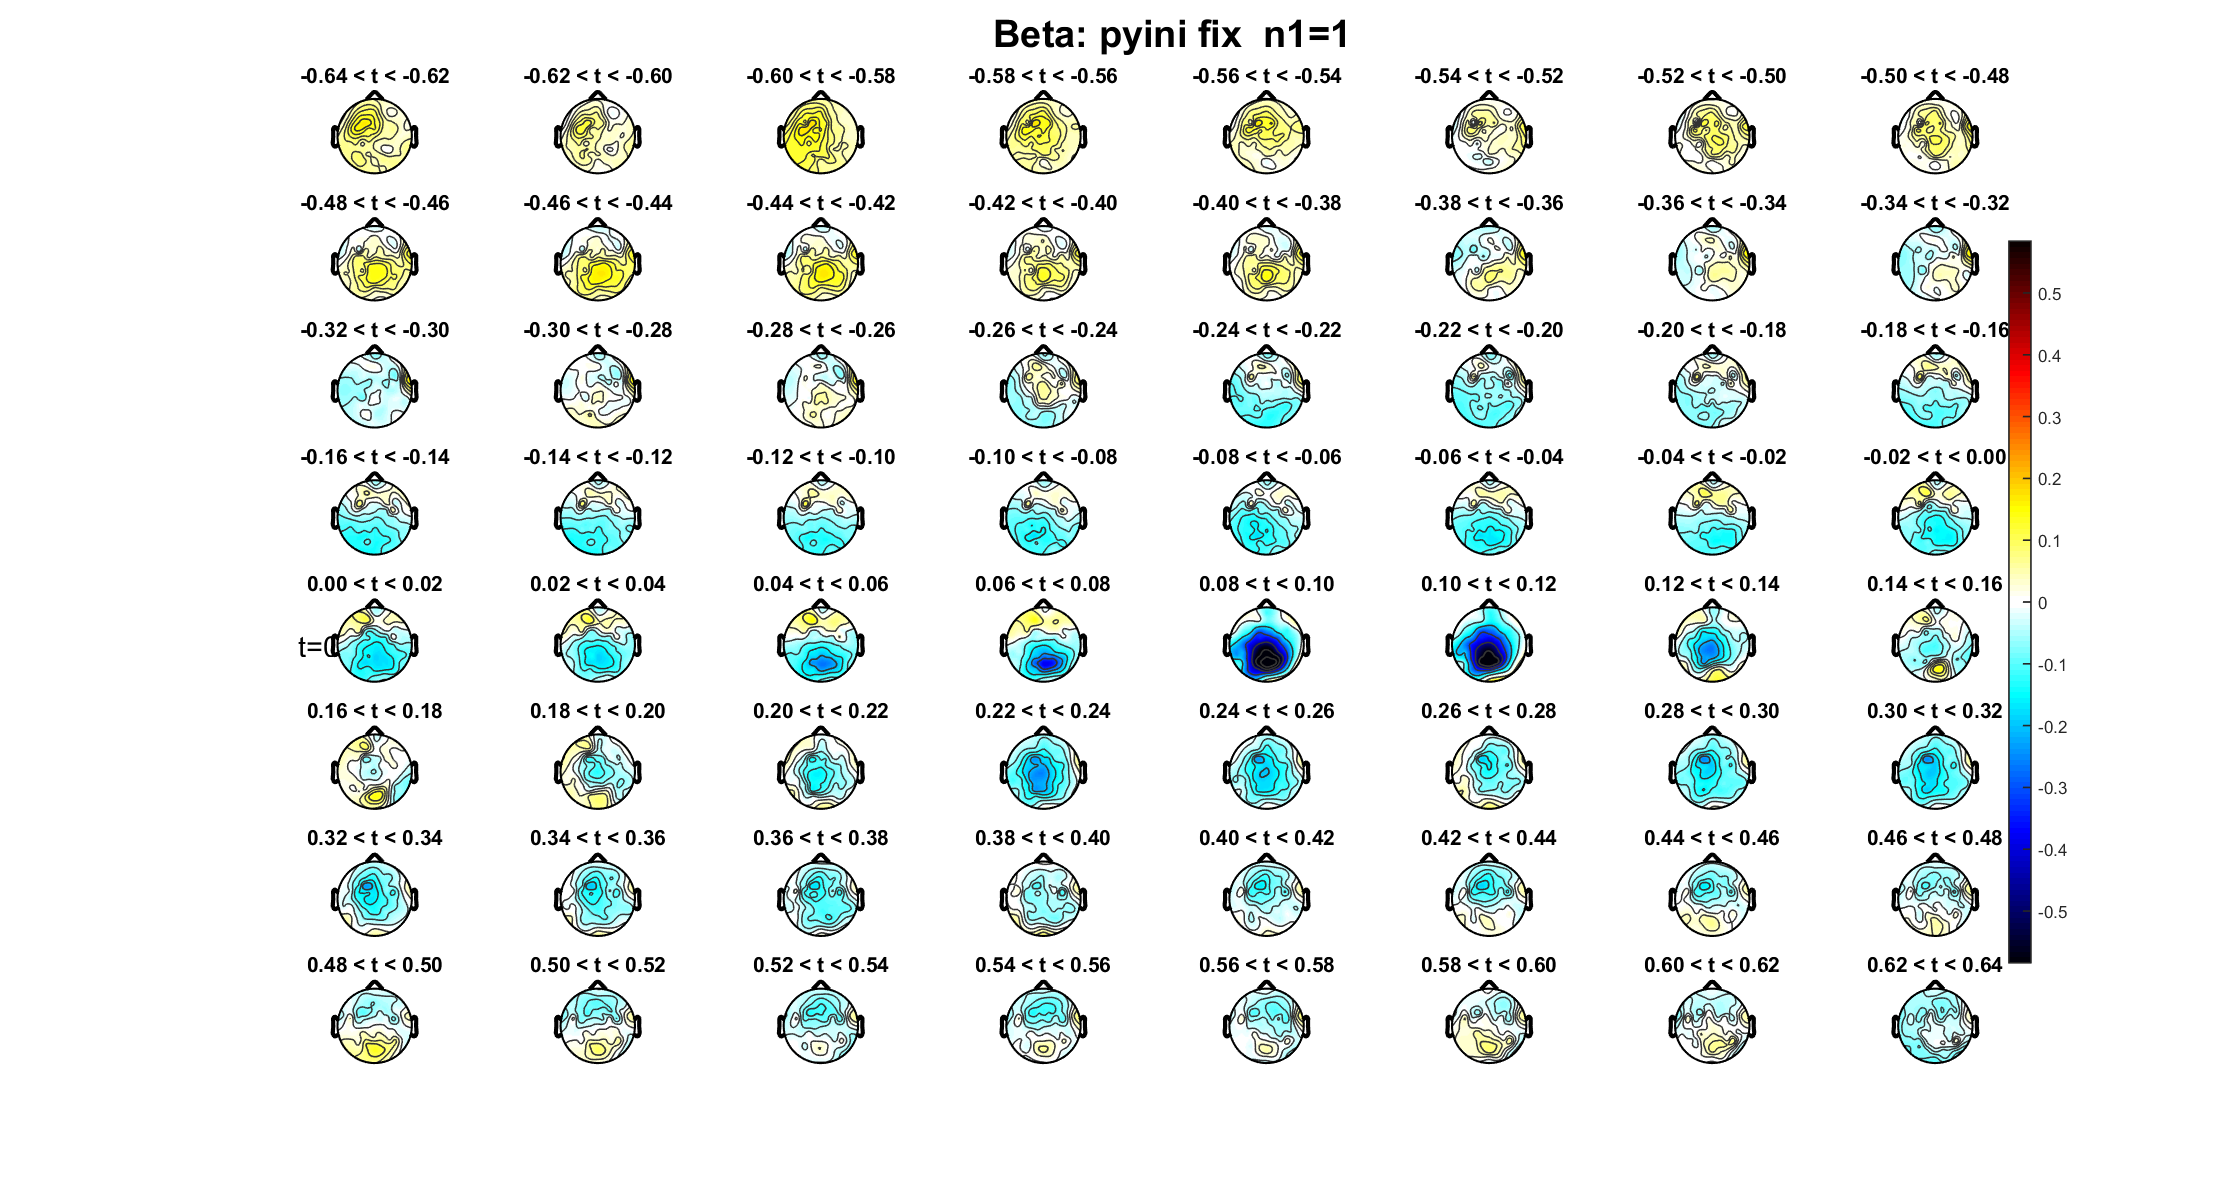 Beta: pyini fix  n1=1
-0.64 < t < -0.62 -0.62 < t < -0.60 -0.60 < t < -0.58 -0.58 < t < -0.56 -0.56 < t < -0.54 -0.54 < t < -0.52 -0.52 < t < -0.50 -0.50 < t < -0.48
-0.48 < t < -0.46 -0.46 < t < -0.44 -0.44 < t < -0.42 -0.42 < t < -0.40 -0.40 < t < -0.38 -0.38 < t < -0.36 -0.36 < t < -0.34 -0.34 < t < -0.32
-0.32 < t < -0.30 -0.30 < t < -0.28 -0.28 < t < -0.26 -0.26 < t < -0.24 -0.24 < t < -0.22 -0.22 < t < -0.20 -0.20 < t < -0.18 -0.18 < t < -0.16
-0.16 < t < -0.14 -0.14 < t < -0.12 -0.12 < t < -0.10 -0.10 < t < -0.08 -0.08 < t < -0.06 -0.06 < t < -0.04 -0.04 < t < -0.02 -0.02 < t < 0.00
0.00 < t < 0.02 0.02 < t < 0.04 0.04 < t < 0.06 0.06 < t < 0.08 0.08 < t < 0.10 0.10 < t < 0.12 0.12 < t < 0.14 0.14 < t < 0.16
t=0
0.16 < t < 0.18 0.18 < t < 0.20 0.20 < t < 0.22 0.22 < t < 0.24 0.24 < t < 0.26 0.26 < t < 0.28 0.28 < t < 0.30 0.30 < t < 0.32
0.32 < t < 0.34 0.34 < t < 0.36 0.36 < t < 0.38 0.38 < t < 0.40 0.40 < t < 0.42 0.42 < t < 0.44 0.44 < t < 0.46 0.46 < t < 0.48
0.48 < t < 0.50 0.50 < t < 0.52 0.52 < t < 0.54 0.54 < t < 0.56 0.56 < t < 0.58 0.58 < t < 0.60 0.60 < t < 0.62 0.62 < t < 0.64
0.5
0.4
0.3
0.2
0.1
0
-0.1
-0.2
-0.3
-0.4
-0.5